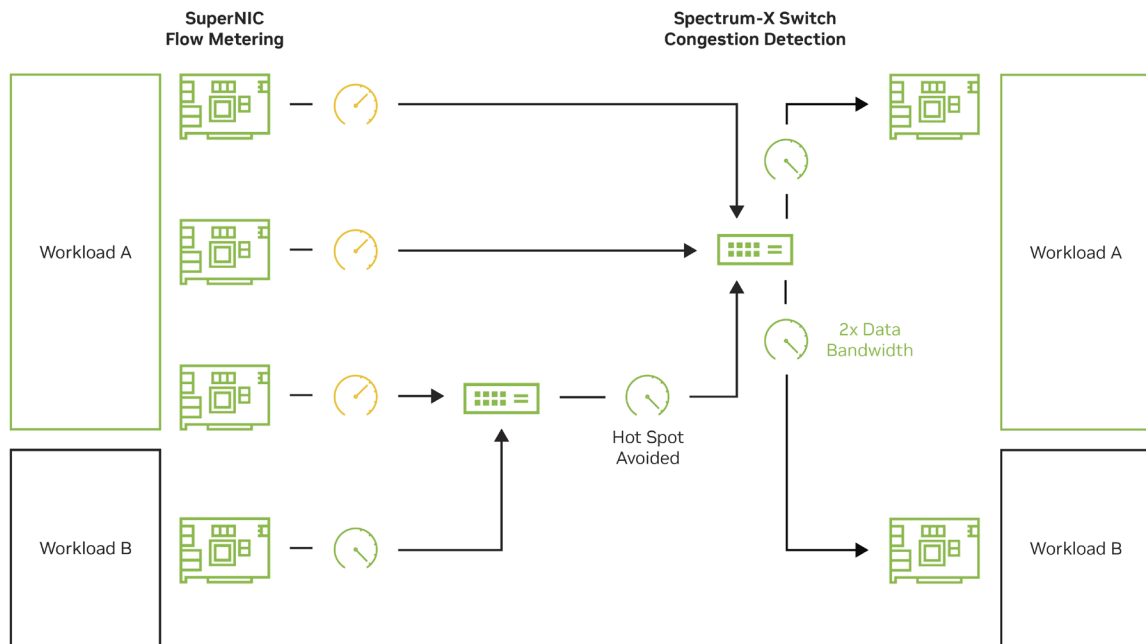 SuperNIC
Flow Metering
Spectrum-X Switch
Congestion Detection
Workload A
Workload A
2x Data
Bandwidth
Hot Spot
Avoided
Workload B
Workload B